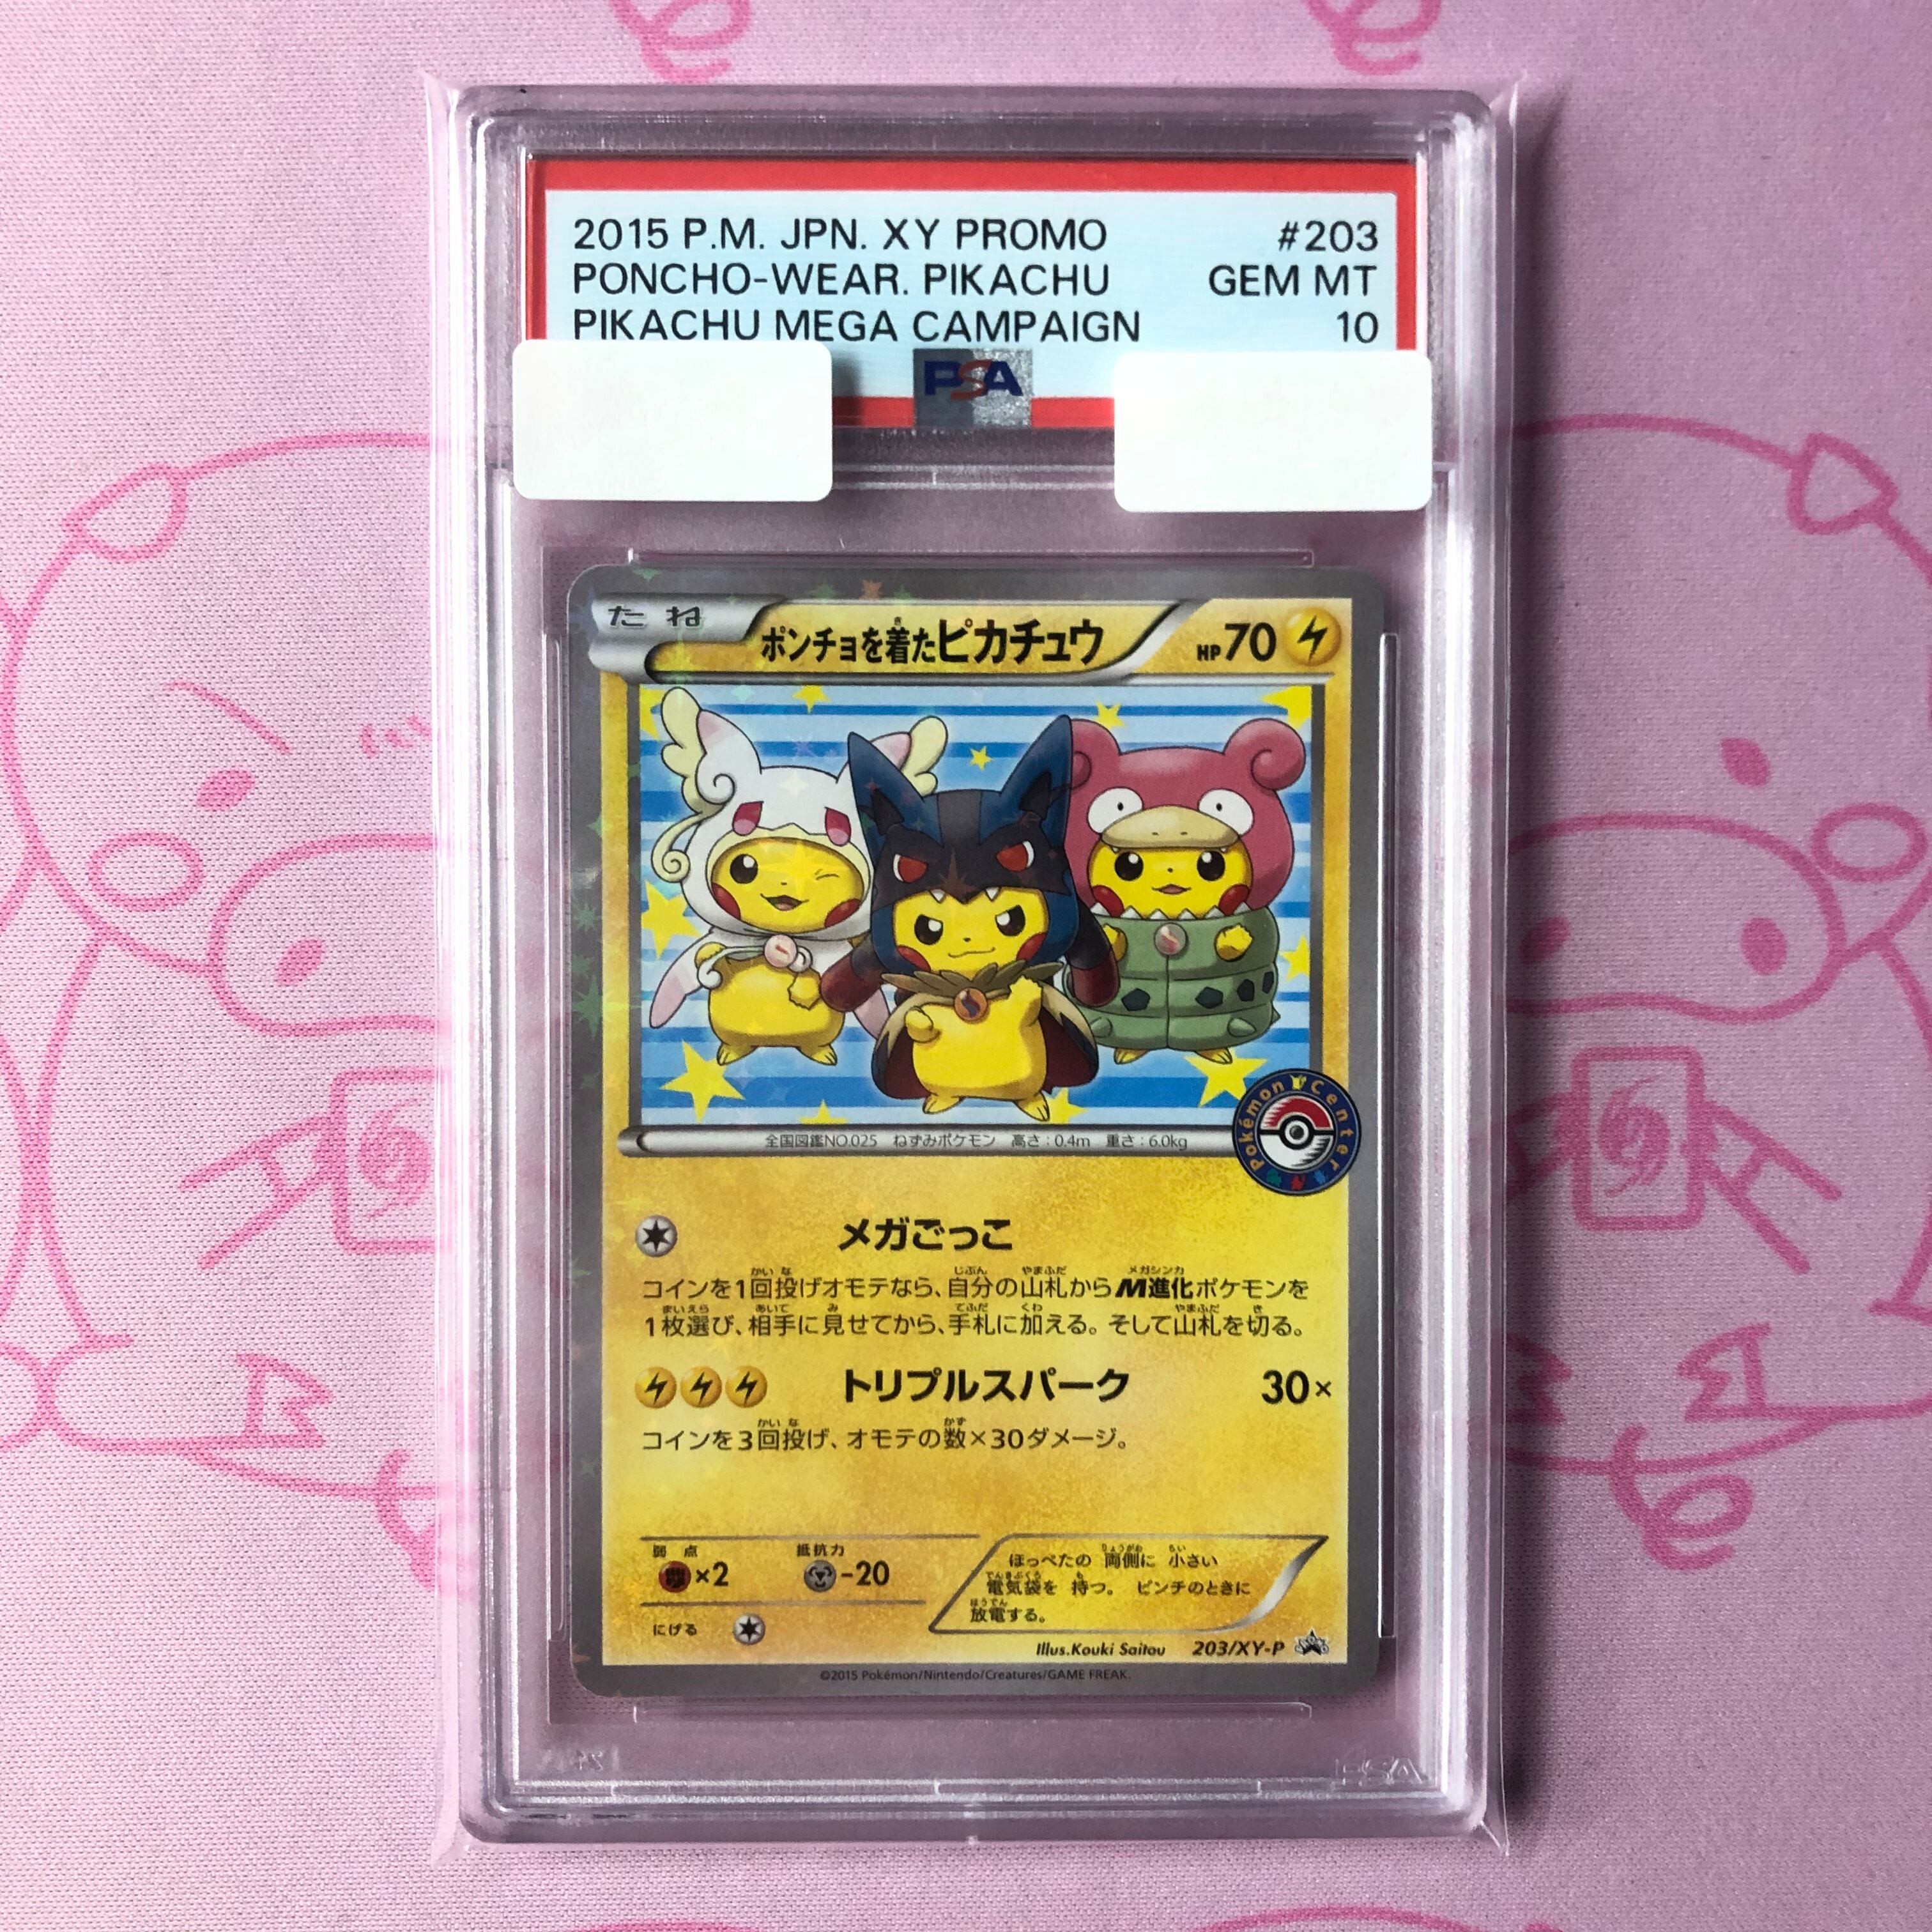 2015 P.M. JPN. XY PROMO #203
PONCHO-WEAR. PIKACHU GEM MT
PIKACHU MEGA CAMPAIGN 10
PSA
たね ポンチョを着たピカチュウ HP70
全国図鑑NO.025 ねずみポケモン 高さ:0.4m 重さ:6.0kg
Pokémon Center
メガごっこ
コインを1回投げオモテなら、自分の山札からM進化ポケモンを
1枚選び、相手に見せてから、手札に加える。そして山札を切る。
トリプルスパーク 30×
コインを3回投げ、オモテの数×30ダメージ。
弱点 抵抗力
×2 -20
にげる
ほっぺたの 両側に 小さい
電気袋を 持つ。 ピンチのときに
放電する。
Illus.Kouki Saitou 203/XY-P
©2015 Pokémon/Nintendo/Creatures/GAME FREAK.
PSA